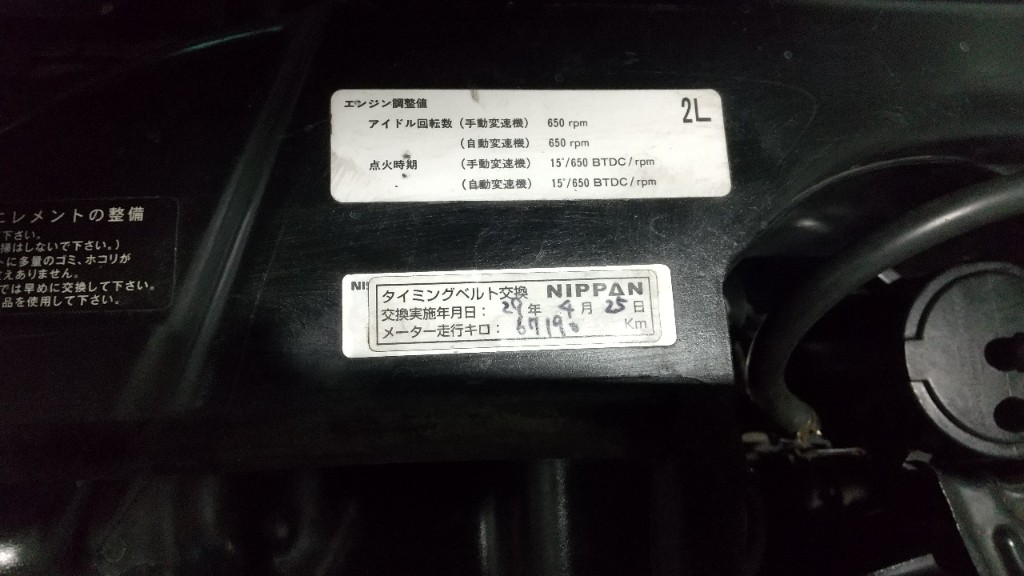 エンジン調整値 2L
アイドル回転数 (手動変速機) 650 rpm
(自動変速機) 650 rpm
点火時期 (手動変速機) 15°/650 BTDC/rpm
(自動変速機) 15°/650 BTDC/rpm
エレメントの整備
下さい。
掃はしないで下さい。)
トに多量のゴミ、ホコリが
えありません。
では早めに交換して下さい。
品を使用して下さい。
NIS
タイミングベルト交換 NIPPAN
交換実施年月日: 29年 4月 25日
メーター走行キロ: Km